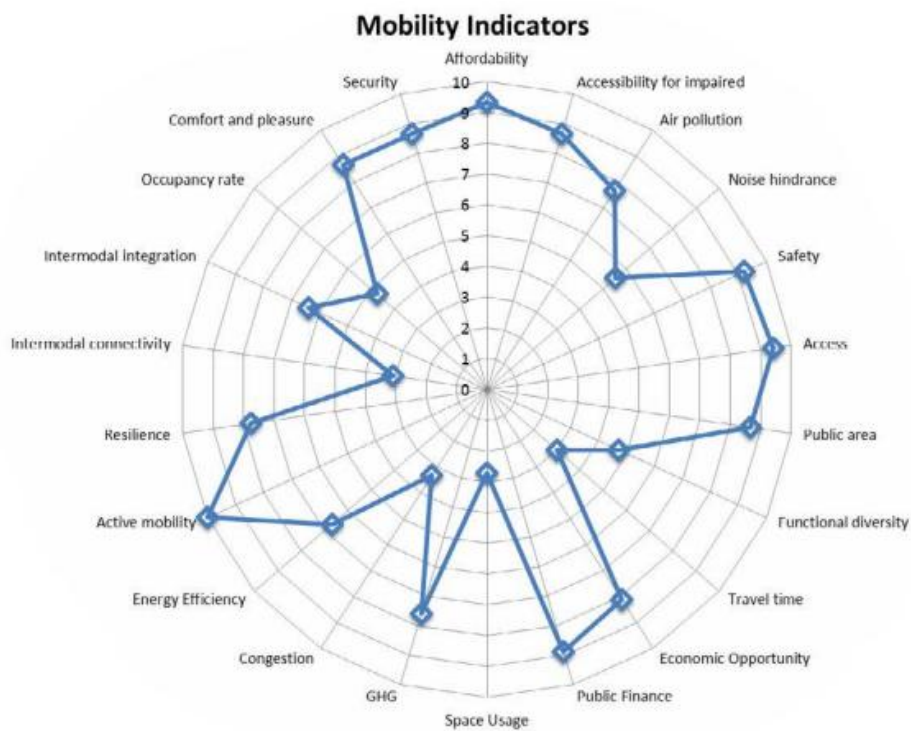 Mobility Indicators
Affordability
Security
Accessibility for impaired
Comfort and pleasure
Air pollution
Occupancy rate
Noise hindrance
Intermodal integration
Safety
Intermodal connectivity
Access
Resilience
Public area
Active mobility
Functional diversity
Energy Efficiency
Travel time
Congestion
Economic Opportunity
GHG
Public Finance
Space Usage
10
9
8
7
6
5
4
3
2
1
0